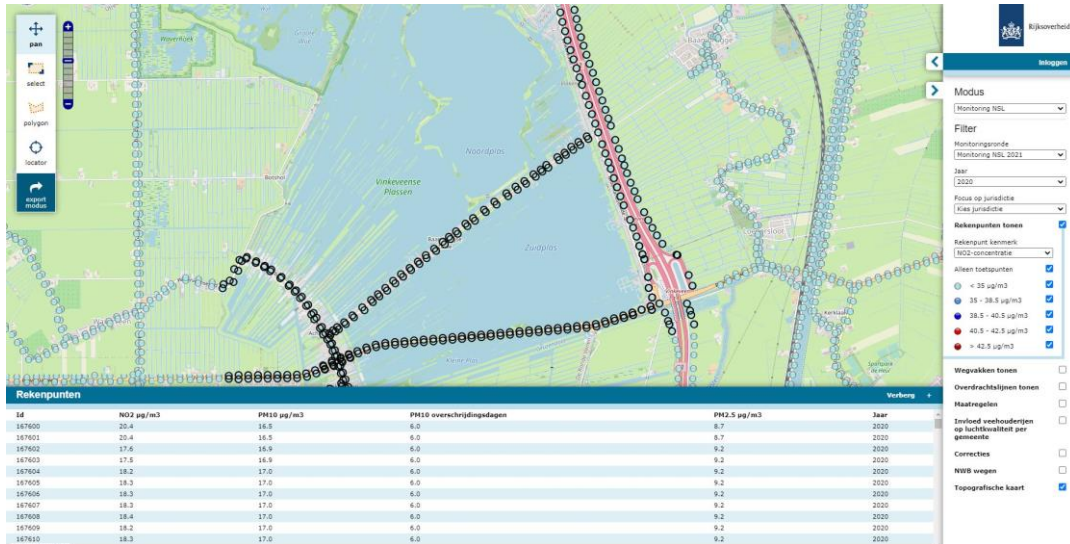 pan
select
polygon
locator
export
modus
Waverhoek
Groene
Botshol
Noordplas
Vinkeveense
Plassen
Zuidplas
Kleine Plas
Kerklaan
Rijksoverheid
Inloggen
Modus
Monitoring NSL
Filter
Monitoringsronde
Monitoring NSL 2021
Jaar
2020
Focus op jurisdictie
Kies jurisdictie
Rekenpunten tonen
Rekenpunt kenmerk
NO2-concentratie
Alleen toetspunten
< 35 µg/m3
35 - 38.5 µg/m3
38.5 - 40.5 µg/m3
40.5 - 42.5 µg/m3
> 42.5 µg/m3
Wegvakken tonen
Overdrachtslijnen tonen
Maatregelen
Invloed veehouderijen
op luchtkwaliteit per
gemeente
Correcties
NWB wegen
Topografische kaart
Rekenpunten Verberg +
Id NO2 µg/m3 PM10 µg/m3 PM10 overschrijdingsdagen PM2.5 µg/m3 Jaar
167600 20.4 16.5 6.0 8.7 2020
167601 20.4 16.5 6.0 8.7 2020
167602 17.6 16.9 6.0 9.2 2020
167603 17.5 16.9 6.0 9.2 2020
167604 18.2 17.0 6.0 9.2 2020
167605 18.3 17.0 6.0 9.2 2020
167606 18.3 17.0 6.0 9.2 2020
167607 18.3 17.0 6.0 9.2 2020
167608 18.4 17.0 6.0 9.2 2020
167609 18.2 17.0 6.0 9.2 2020
167610 18.3 17.0 6.0 9.2 2020